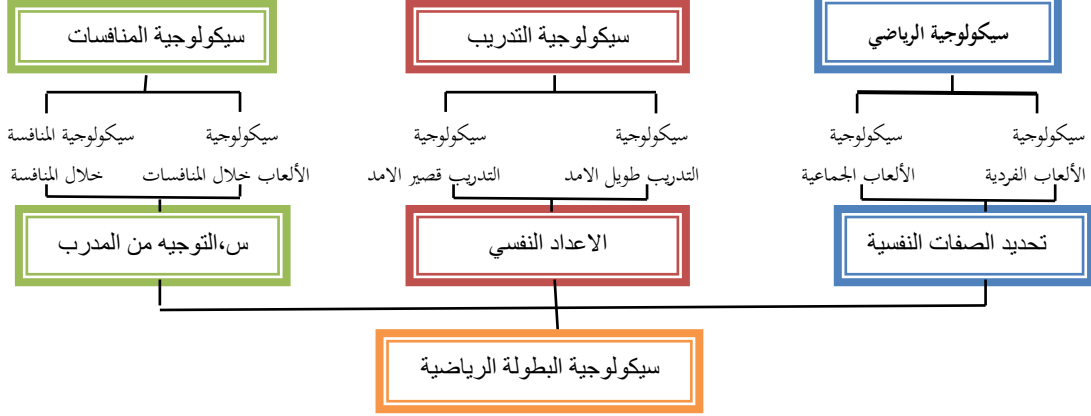 سيكولوجية الرياضي
سيكولوجية التدريب
سيكولوجية المنافسات
سيكولوجية
الألعاب الفردية
سيكولوجية
الألعاب الجماعية
سيكولوجية
التدريب طويل الامد
سيكولوجية
التدريب قصير الامد
سيكولوجية
الألعاب خلال المنافسات
سيكولوجية المنافسة
خلال المنافسة
تحديد الصفات النفسية
الاعداد النفسي
س،التوجيه من المدرب
سيكولوجية البطولة الرياضية